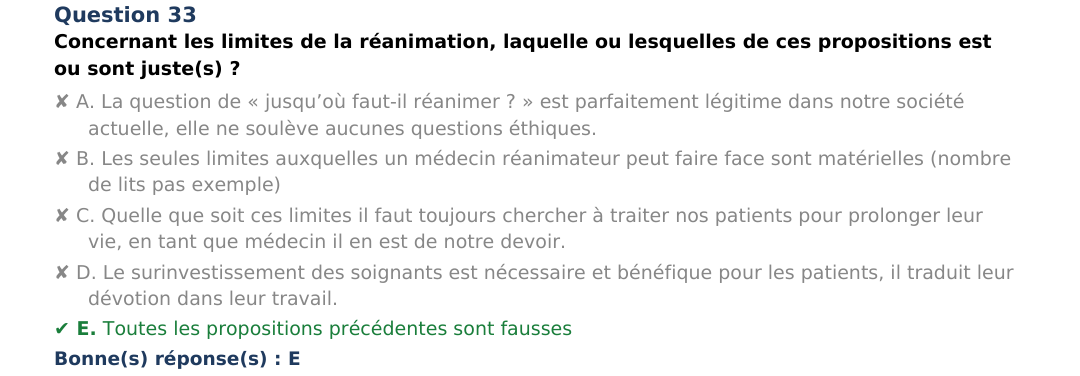 Question 33
Concernant les limites de la réanimation, laquelle ou lesquelles de ces propositions est
ou sont juste(s) ?
✘ A. La question de « jusqu’où faut-il réanimer ? » est parfaitement légitime dans notre société
actuelle, elle ne soulève aucunes questions éthiques.
✘ B. Les seules limites auxquelles un médecin réanimateur peut faire face sont matérielles (nombre
de lits pas exemple)
✘ C. Quelle que soit ces limites il faut toujours chercher à traiter nos patients pour prolonger leur
vie, en tant que médecin il en est de notre devoir.
✘ D. Le surinvestissement des soignants est nécessaire et bénéfique pour les patients, il traduit leur
dévotion dans leur travail.
✔ E. Toutes les propositions précédentes sont fausses
Bonne(s) réponse(s) : E